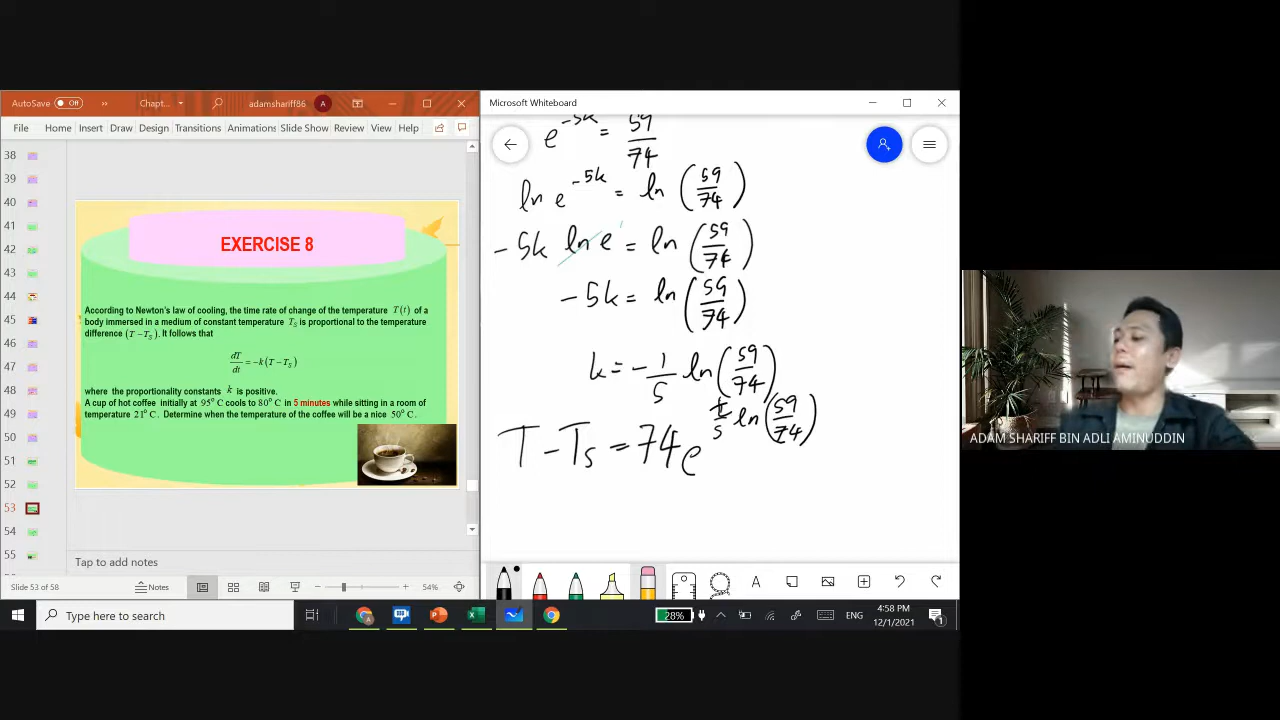 AutoSave Off » Chapt... adamshariff86 A
File Home Insert Draw Design Transitions Animations Slide Show Review View Help
38
39
40
41
42
43
44
45
46
47
48
49
50
51
52
53
54
55
EXERCISE 8
According to Newton's law of cooling, the time rate of change of the temperature T(t) of a
body immersed in a medium of constant temperature T_S is proportional to the temperature
difference (T−T_S). It follows that
dT/dt = −k(T−T_S)
where the proportionality constants k is positive.
A cup of hot coffee initially at 95⁰ C cools to 80⁰ C in 5 minutes while sitting in a room of
temperature 21⁰ C. Determine when the temperature of the coffee will be a nice 50⁰ C.
Tap to add notes
Slide 53 of 58 Notes 54%
Microsoft Whiteboard
e^(-5k) = 59/74
ln e^(-5k) = ln (59/74)
-5k ln e' = ln (59/74)
-5k = ln (59/74)
k = -1/5 ln (59/74)
T - Ts = 74e^(t/5 ln (59/74))
A
ADAM SHARIFF BIN ADLI AMINUDDIN
Type here to search
28% ENG 4:58 PM
12/1/2021 1